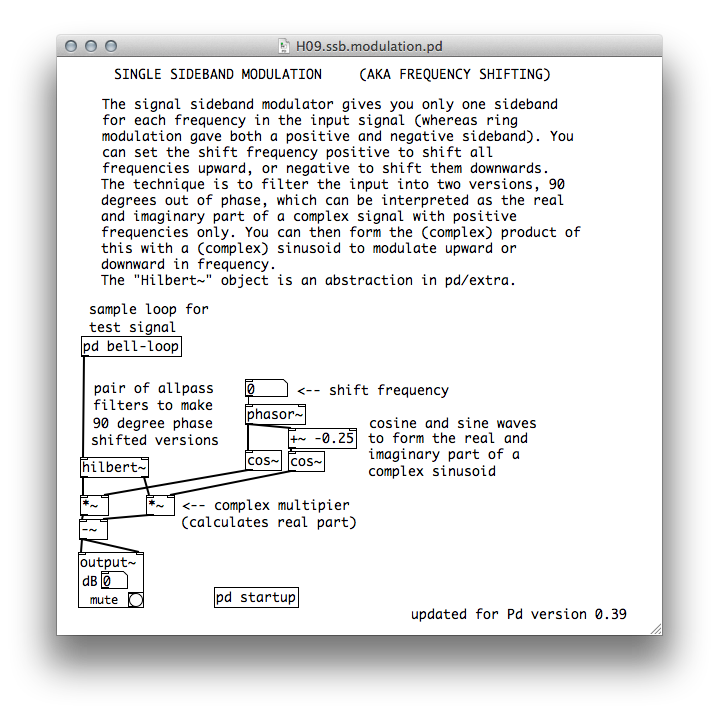 H09.ssb.modulation.pd
SINGLE SIDEBAND MODULATION (AKA FREQUENCY SHIFTING)
The signal sideband modulator gives you only one sideband
for each frequency in the input signal (whereas ring
modulation gave both a positive and negative sideband). You
can set the shift frequency positive to shift all
frequencies upward, or negative to shift them downwards.
The technique is to filter the input into two versions, 90
degrees out of phase, which can be interpreted as the real
and imaginary part of a complex signal with positive
frequencies only. You can then form the (complex) product of
this with a (complex) sinusoid to modulate upward or
downward in frequency.
The "Hilbert~" object is an abstraction in pd/extra.
sample loop for
test signal
pd bell-loop
pair of allpass
filters to make
90 degree phase
shifted versions
0
<-- shift frequency
phasor~
+~ -0.25
cos~
cos~
cosine and sine waves
to form the real and
imaginary part of a
complex sinusoid
hilbert~
*~
*~
<-- complex multipier
(calculates real part)
-~
output~
dB 0
mute
pd startup
updated for Pd version 0.39